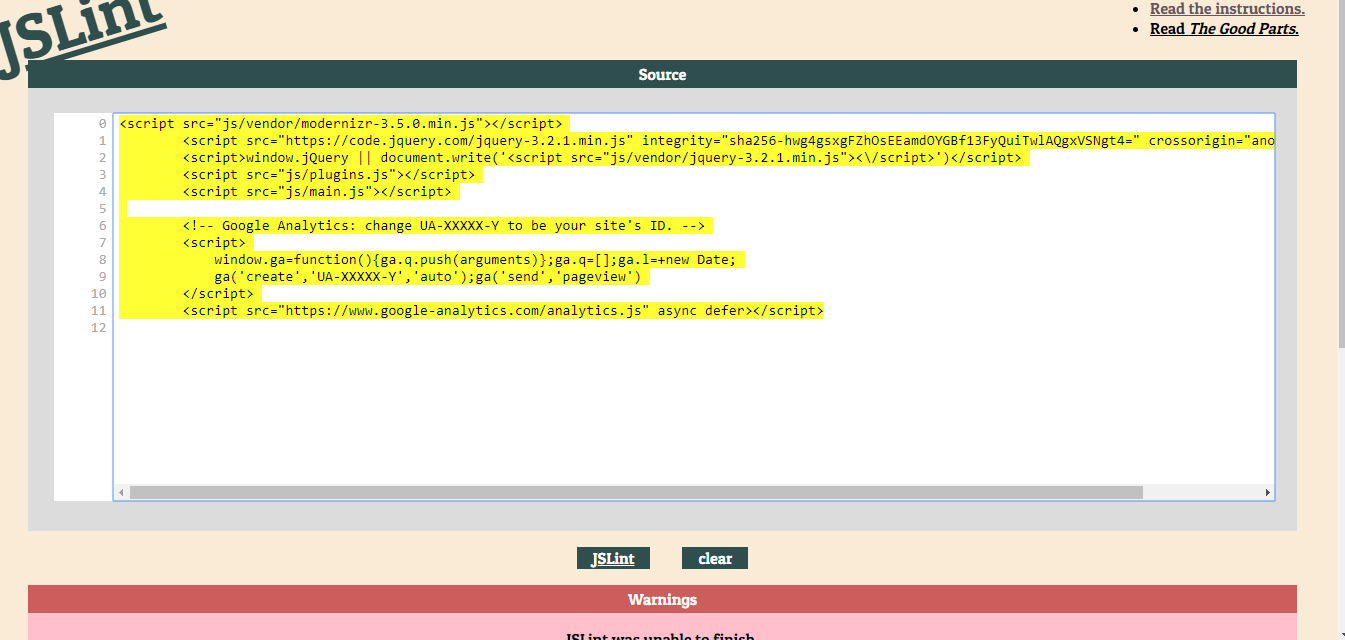 JSLint
Read the instructions.
Read The Good Parts.
Source
0 <script src="js/vendor/modernizr-3.5.0.min.js"></script>
1 <script src="https://code.jquery.com/jquery-3.2.1.min.js" integrity="sha256-hwg4gsxgFZhOsEEamdOYGBf13FyQuiTwlAQgxVSNgt4=" crossorigin="ano
2 <script>window.jQuery || document.write('<script src="js/vendor/jquery-3.2.1.min.js"><\/script>')</script>
3 <script src="js/plugins.js"></script>
4 <script src="js/main.js"></script>
5
6 <!-- Google Analytics: change UA-XXXXX-Y to be your site's ID. -->
7 <script>
8 window.ga=function(){ga.q.push(arguments)};ga.q=[];ga.l=+new Date;
9 ga('create','UA-XXXXX-Y','auto');ga('send','pageview')
10 </script>
11 <script src="https://www.google-analytics.com/analytics.js" async defer></script>
12
JSLint clear
Warnings
JSLint was unable to finish